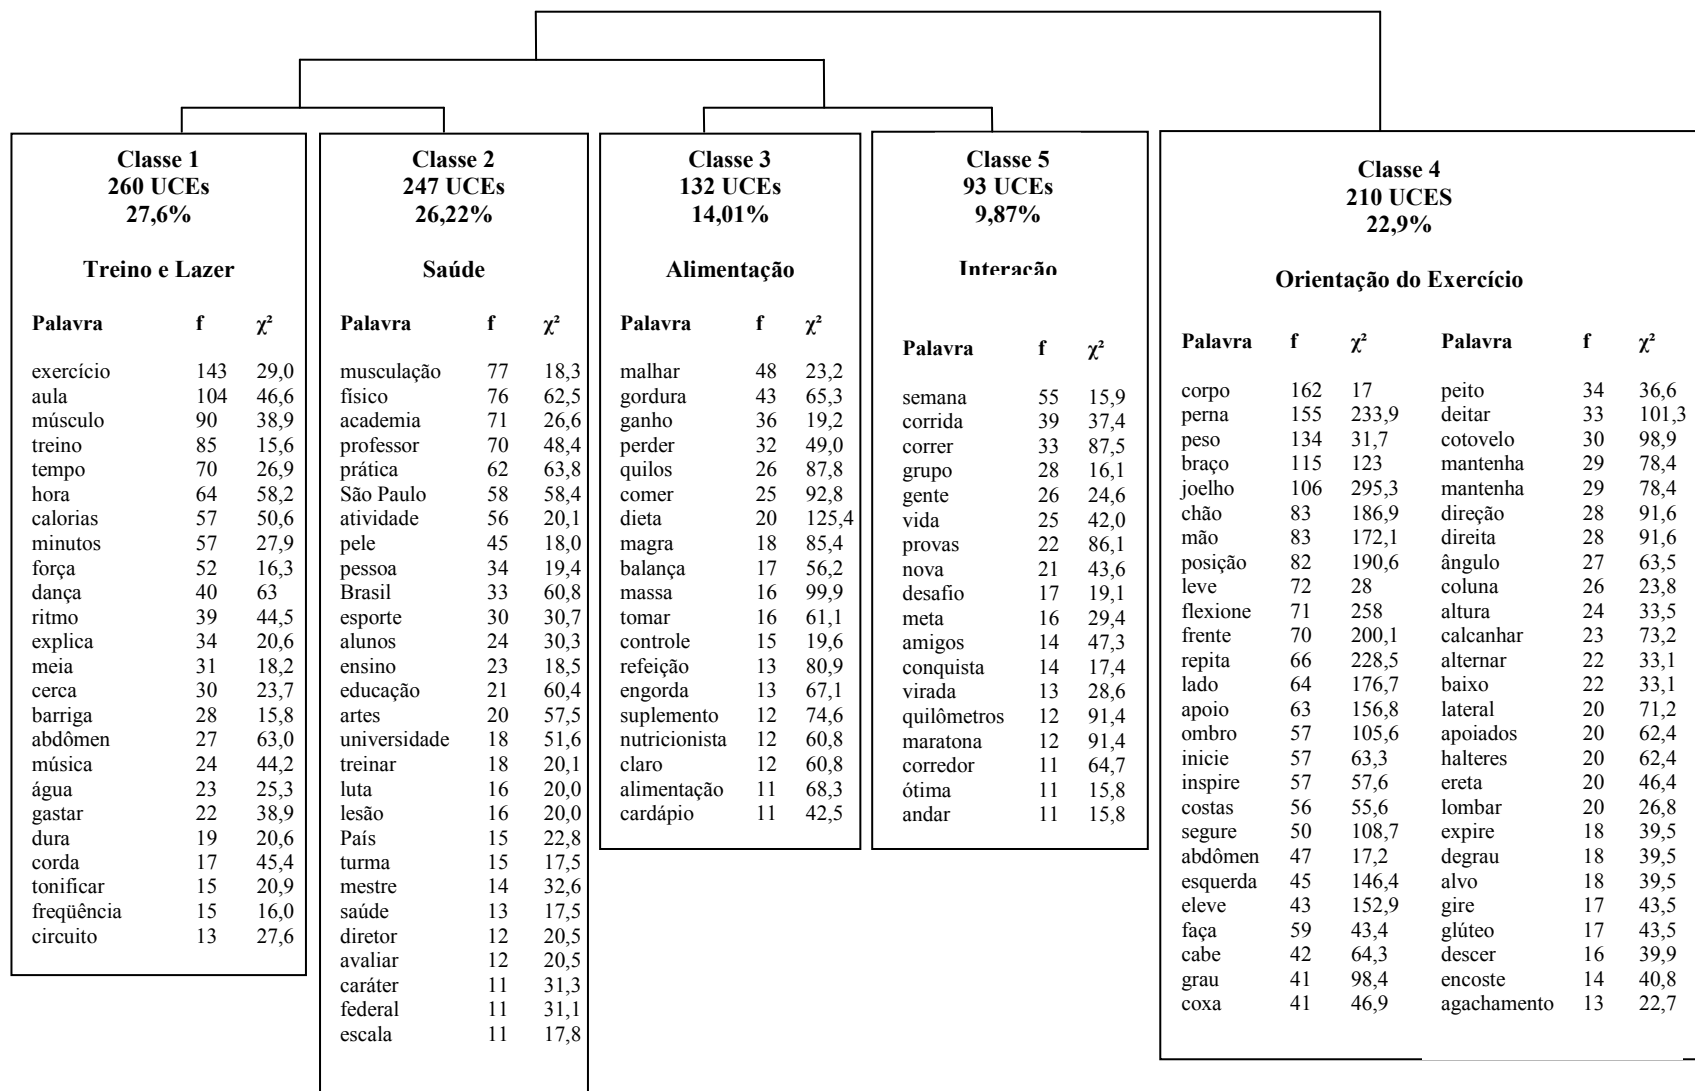 Classe 1
260 UCEs
27,6%
Treino e Lazer
Palavra f χ²
exercício 143 29,0
aula 104 46,6
músculo 90 38,9
treino 85 15,6
tempo 70 26,9
hora 64 58,2
calorias 57 50,6
minutos 57 27,9
força 52 16,3
dança 40 63
ritmo 39 44,5
explica 34 20,6
meia 31 18,2
cerca 30 23,7
barriga 28 15,8
abdômen 27 63,0
música 24 44,2
água 23 25,3
gastar 22 38,9
dura 19 20,6
corda 17 45,4
tonificar 15 20,9
freqüência 15 16,0
circuito 13 27,6
Classe 2
247 UCEs
26,22%
Saúde
Palavra f χ²
musculação 77 18,3
físico 76 62,5
academia 71 26,6
professor 70 48,4
prática 62 63,8
São Paulo 58 58,4
atividade 56 20,1
pele 45 18,0
pessoa 34 19,4
Brasil 33 60,8
esporte 30 30,7
alunos 24 30,3
ensino 23 18,5
educação 21 60,4
artes 20 57,5
universidade 18 51,6
treinar 18 20,1
luta 16 20,0
lesão 16 20,0
País 15 22,8
turma 15 17,5
mestre 14 32,6
saúde 13 17,5
diretor 12 20,5
avaliar 12 20,5
caráter 11 31,3
federal 11 31,1
escala 11 17,8
Classe 3
132 UCEs
14,01%
Alimentação
Palavra f χ²
malhar 48 23,2
gordura 43 65,3
ganho 36 19,2
perder 32 49,0
quilos 26 87,8
comer 25 92,8
dieta 20 125,4
magra 18 85,4
balança 17 56,2
massa 16 99,9
tomar 16 61,1
controle 15 19,6
refeição 13 80,9
engorda 13 67,1
suplemento 12 74,6
nutricionista 12 60,8
claro 12 60,8
alimentação 11 68,3
cardápio 11 42,5
Classe 5
93 UCEs
9,87%
Interação
Palavra f χ²
semana 55 15,9
corrida 39 37,4
correr 33 87,5
grupo 28 16,1
gente 26 24,6
vida 25 42,0
provas 22 86,1
nova 21 43,6
desafio 17 19,1
meta 16 29,4
amigos 14 47,3
conquista 14 17,4
virada 13 28,6
quilômetros 12 91,4
maratona 12 91,4
corredor 11 64,7
ótima 11 15,8
andar 11 15,8
Classe 4
210 UCES
22,9%
Orientação do Exercício
Palavra f χ² Palavra f χ²
corpo 162 17 peito 34 36,6
perna 155 233,9 deitar 33 101,3
peso 134 31,7 cotovelo 30 98,9
braço 115 123 mantenha 29 78,4
joelho 106 295,3 mantenha 29 78,4
chão 83 186,9 direção 28 91,6
mão 83 172,1 direita 28 91,6
posição 82 190,6 ângulo 27 63,5
leve 72 28 coluna 26 23,8
flexione 71 258 altura 24 33,5
frente 70 200,1 calcanhar 23 73,2
repita 66 228,5 alternar 22 33,1
lado 64 176,7 baixo 22 33,1
apoio 63 156,8 lateral 20 71,2
ombro 57 105,6 apoiados 20 62,4
inicie 57 63,3 halteres 20 62,4
inspire 57 57,6 ereta 20 46,4
costas 56 55,6 lombar 20 26,8
segure 50 108,7 expire 18 39,5
abdômen 47 17,2 degrau 18 39,5
esquerda 45 146,4 alvo 18 39,5
eleve 43 152,9 gire 17 43,5
faça 59 43,4 glúteo 17 43,5
cabe 42 64,3 descer 16 39,9
grau 41 98,4 encoste 14 40,8
coxa 41 46,9 agachamento 13 22,7